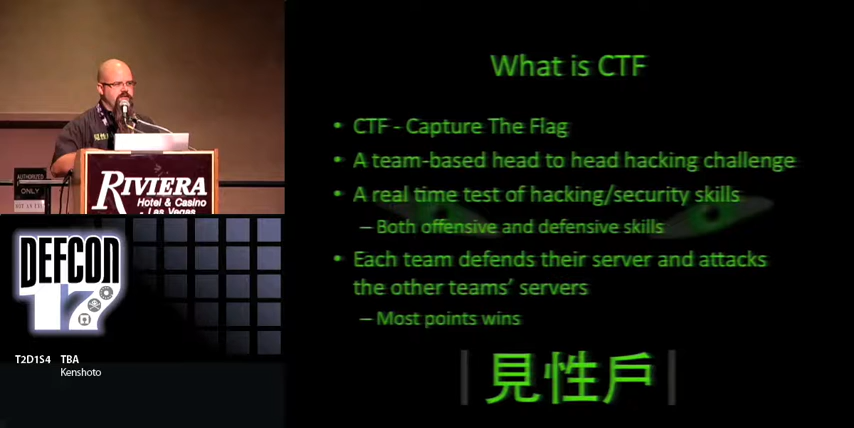 What is CTF
• CTF - Capture The Flag
• A team-based head to head hacking challenge
• A real time test of hacking/security skills
– Both offensive and defensive skills
• Each team defends their server and attacks
the other teams' servers
– Most points wins
|見性戶|
AUTHORIZED
ONLY
RIVIERA
Hotel & Casino
Las Vegas
DEFCON
17
T2D1S4 TBA
Kenshoto